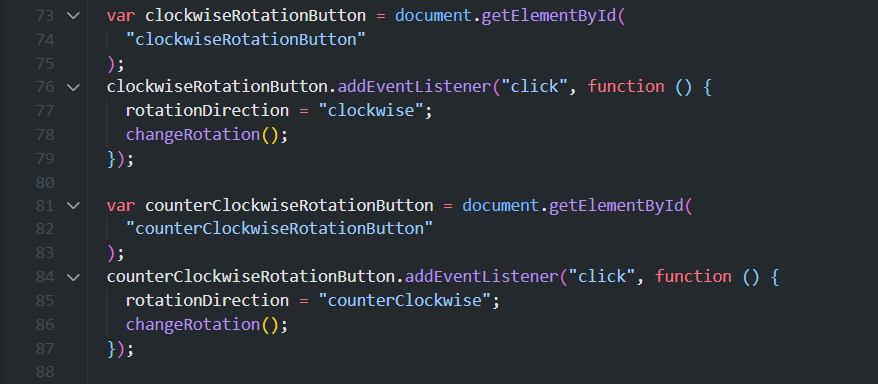 73 var clockwiseRotationButton = document.getElementById(
74 "clockwiseRotationButton"
75 );
76 clockwiseRotationButton.addEventListener("click", function () {
77 rotationDirection = "clockwise";
78 changeRotation();
79 });
80
81 var counterClockwiseRotationButton = document.getElementById(
82 "counterClockwiseRotationButton"
83 );
84 counterClockwiseRotationButton.addEventListener("click", function () {
85 rotationDirection = "counterClockwise";
86 changeRotation();
87 });
88